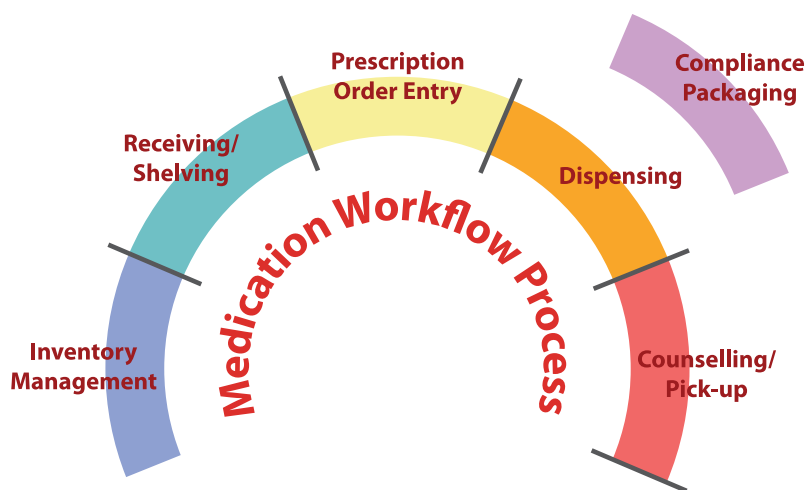 Prescription
Order Entry
Compliance
Packaging
Receiving/
Shelving
Dispensing
Medication Workflow Process
Inventory
Management
Counselling/
Pick-up